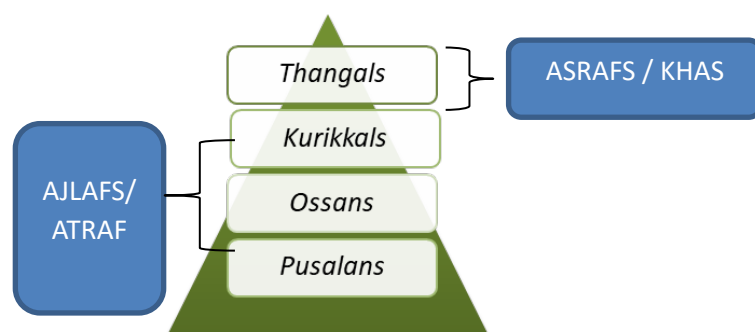 Thangals
ASRAFS / KHAS
Kurikkals
AJLAFS/
ATRAF
Ossans
Pusalans